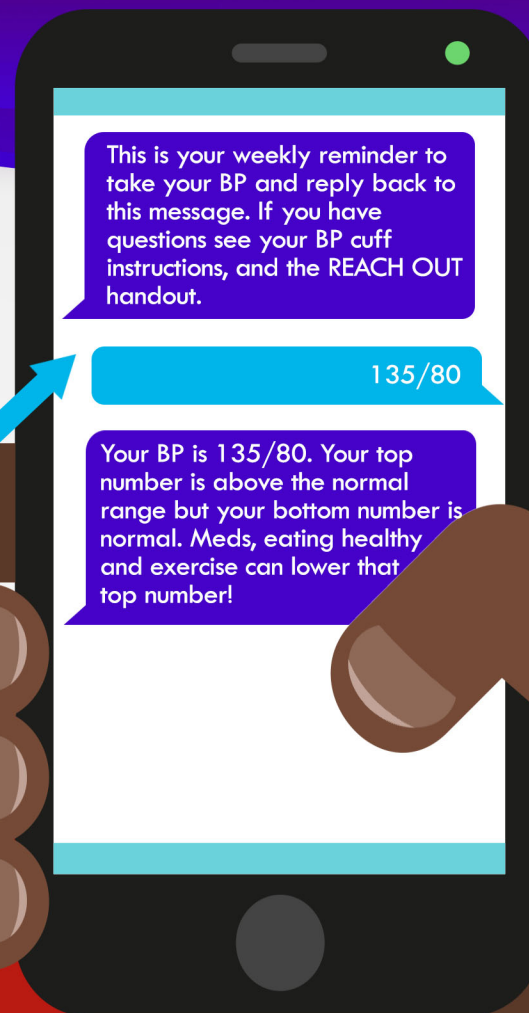 This is your weekly reminder to
take your BP and reply back to
this message. If you have
questions see your BP cuff
instructions, and the REACH OUT
handout.
135/80
Your BP is 135/80. Your top
number is above the normal
range but your bottom number is
normal. Meds, eating healthy
and exercise can lower that
top number!